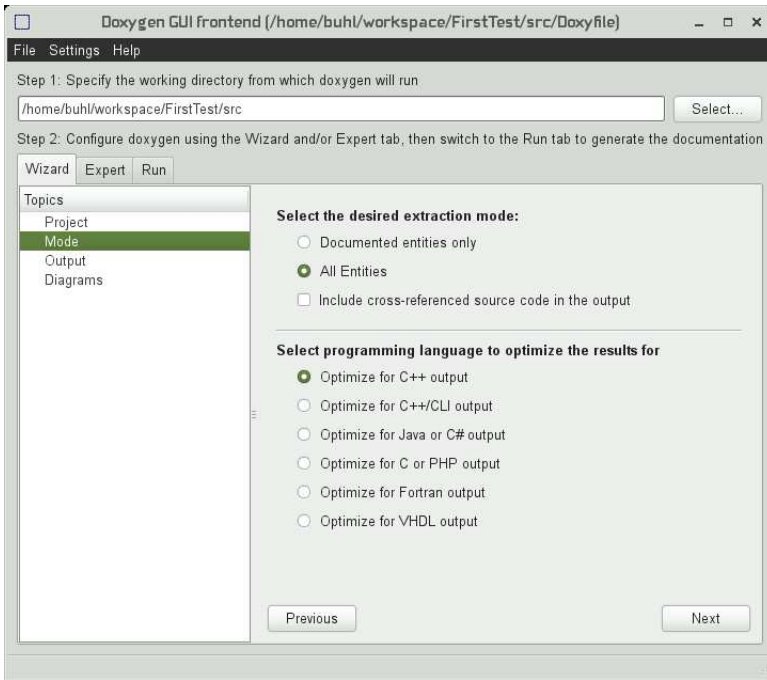 Doxygen GUI frontend (/home/buhl/workspace/FirstTest/src/Doxyfile)
File Settings Help
Step 1: Specify the working directory from which doxygen will run
/home/buhl/workspace/FirstTest/src
Select...
Step 2: Configure doxygen using the Wizard and/or Expert tab, then switch to the Run tab to generate the documentation
Wizard Expert Run
Topics
Project
Mode
Output
Diagrams
Select the desired extraction mode:
Documented entities only
All Entities
Include cross-referenced source code in the output
Select programming language to optimize the results for
Optimize for C++ output
Optimize for C++/CLI output
Optimize for Java or C# output
Optimize for C or PHP output
Optimize for Fortran output
Optimize for VHDL output
Previous
Next